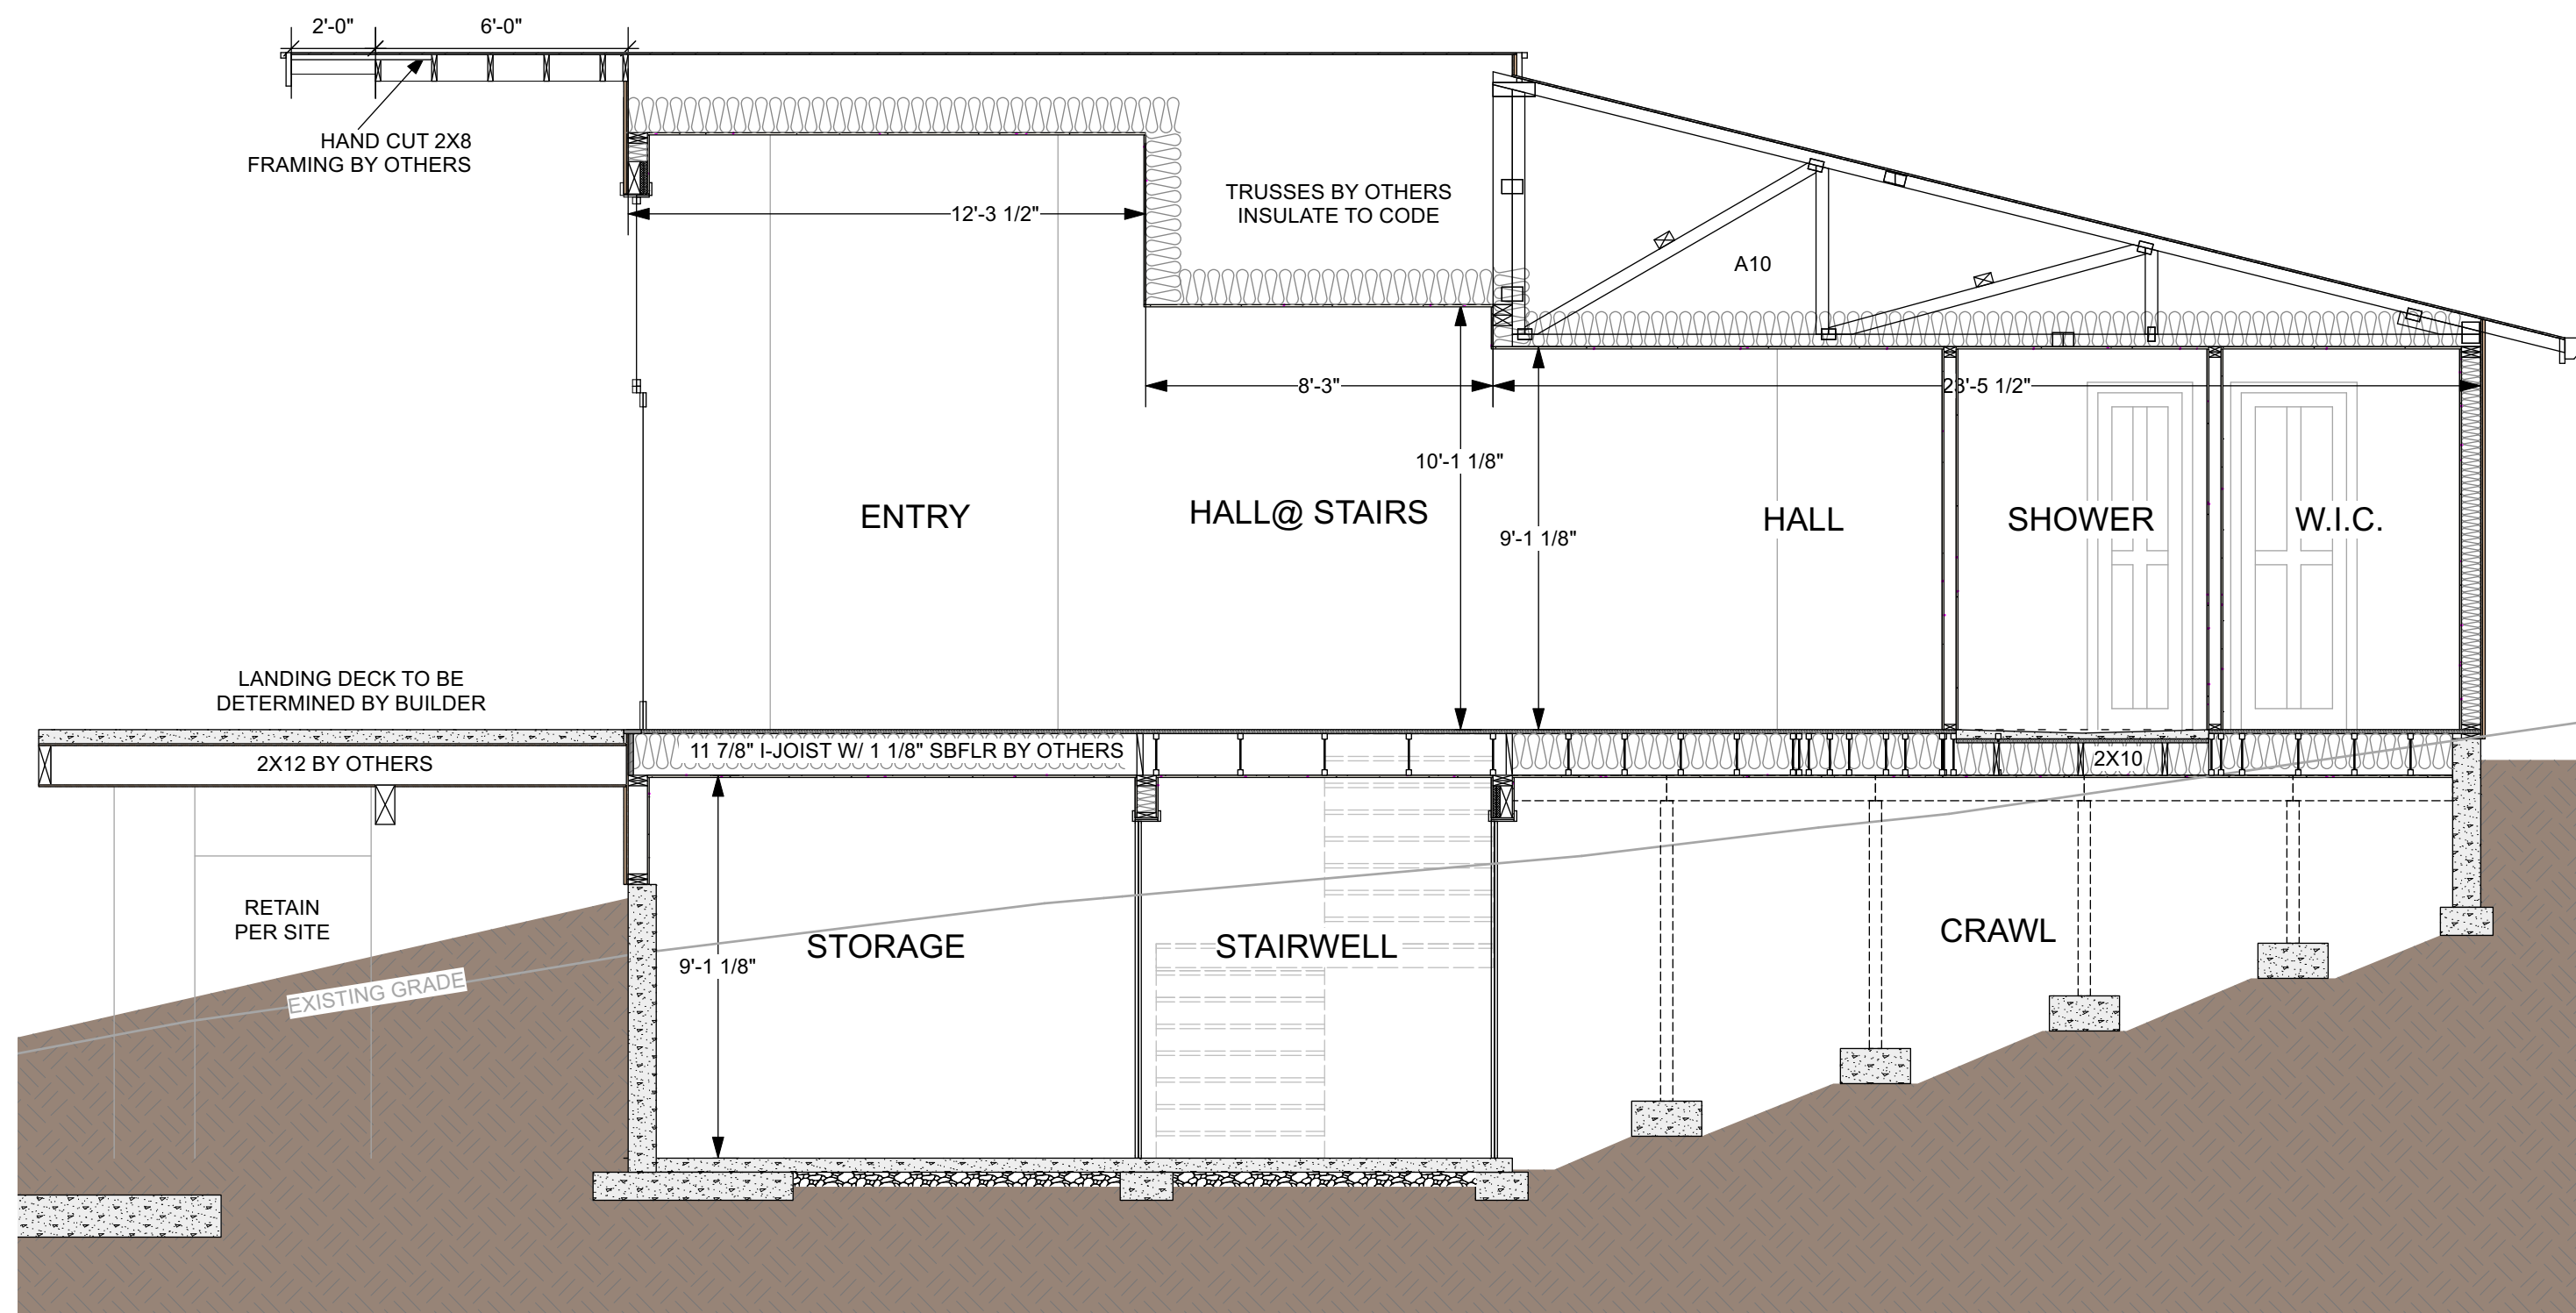 2'-0"
6'-0"
HAND CUT 2X8
FRAMING BY OTHERS
TRUSSES BY OTHERS
INSULATE TO CODE
12'-3 1/2"
A10
8'-3"
23'-5 1/2"
10'-1 1/8"
9'-1 1/8"
ENTRY
HALL@ STAIRS
HALL
SHOWER
W.I.C.
LANDING DECK TO BE
DETERMINED BY BUILDER
11 7/8" I-JOIST W/ 1 1/8" SBFLR BY OTHERS
2X12 BY OTHERS
2X10
RETAIN
PER SITE
EXISTING GRADE
9'-1 1/8"
STORAGE
STAIRWELL
CRAWL